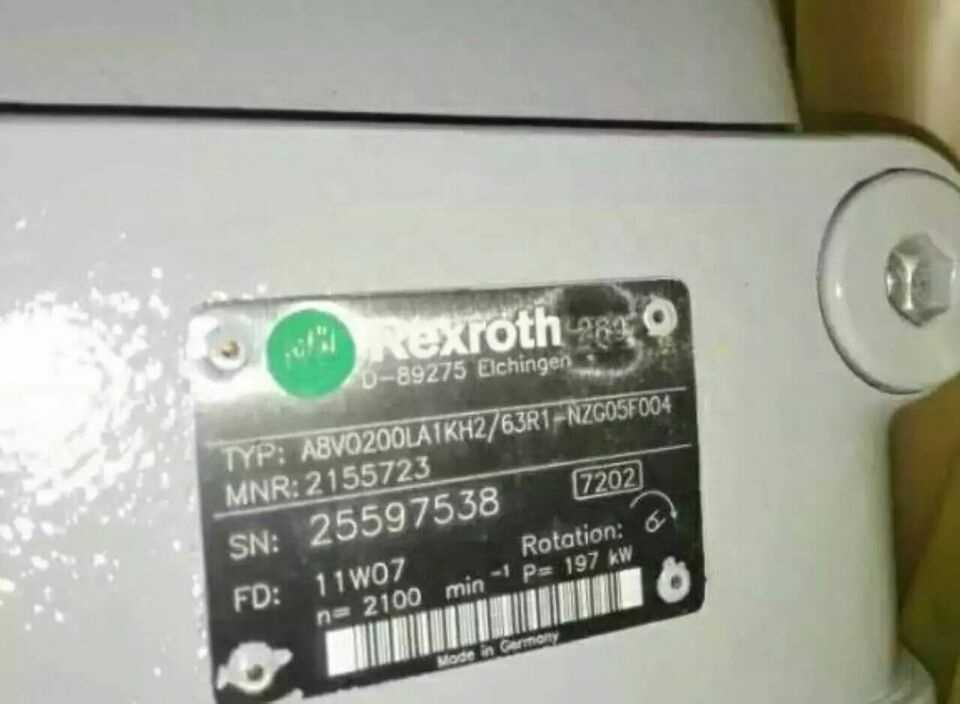 Rexroth
D-89275 Elchingen
TYP: A8VO200LA1KH2/63R1-NZG05F004
MNR: 2155723
7202
SN: 25597538
Rotation:
FD: 11W07
n= 2100 min⁻¹ P= 197 kW
Made in Germany